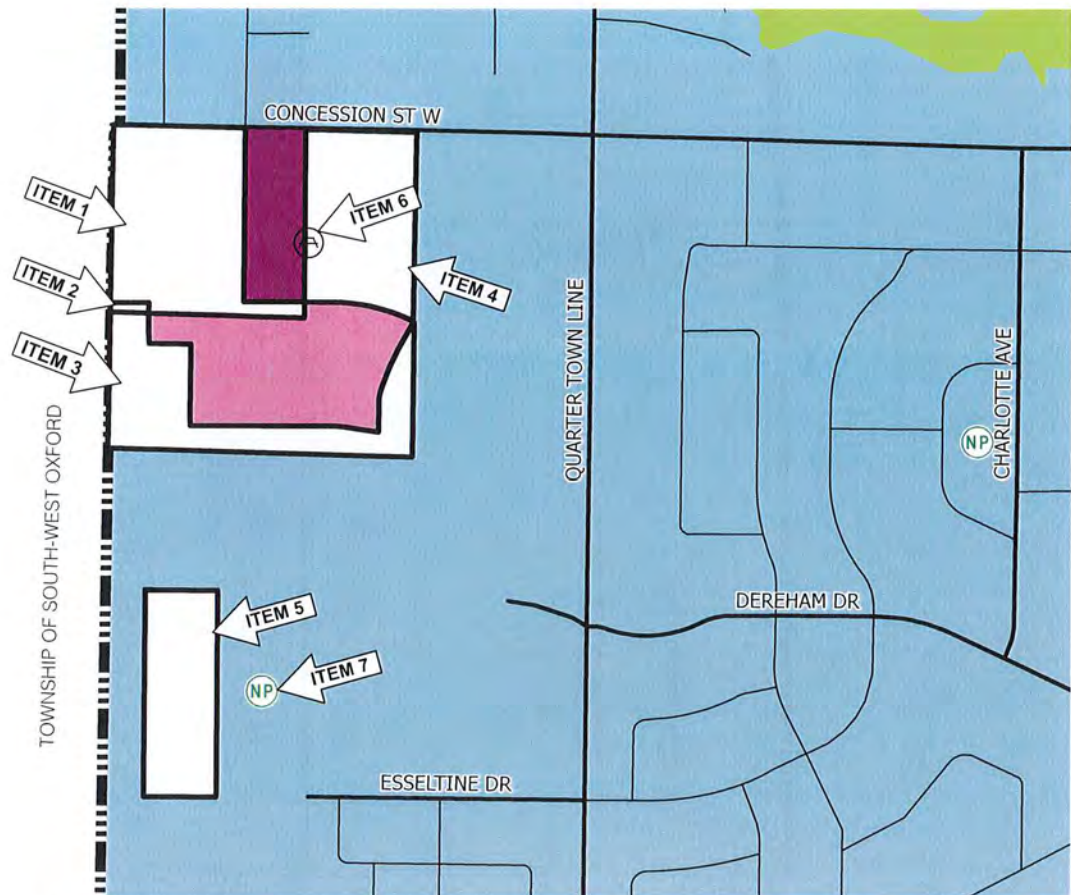 CONCESSION ST W
ITEM 1
ITEM 6
ITEM 2
ITEM 4
ITEM 3
QUARTER TOWN LINE
CHARLOTTE AVE
NP
TOWNSHIP OF SOUTH-WEST OXFORD
ITEM 5
DEREHAM DR
ITEM 7
NP
ESSELTINE DR